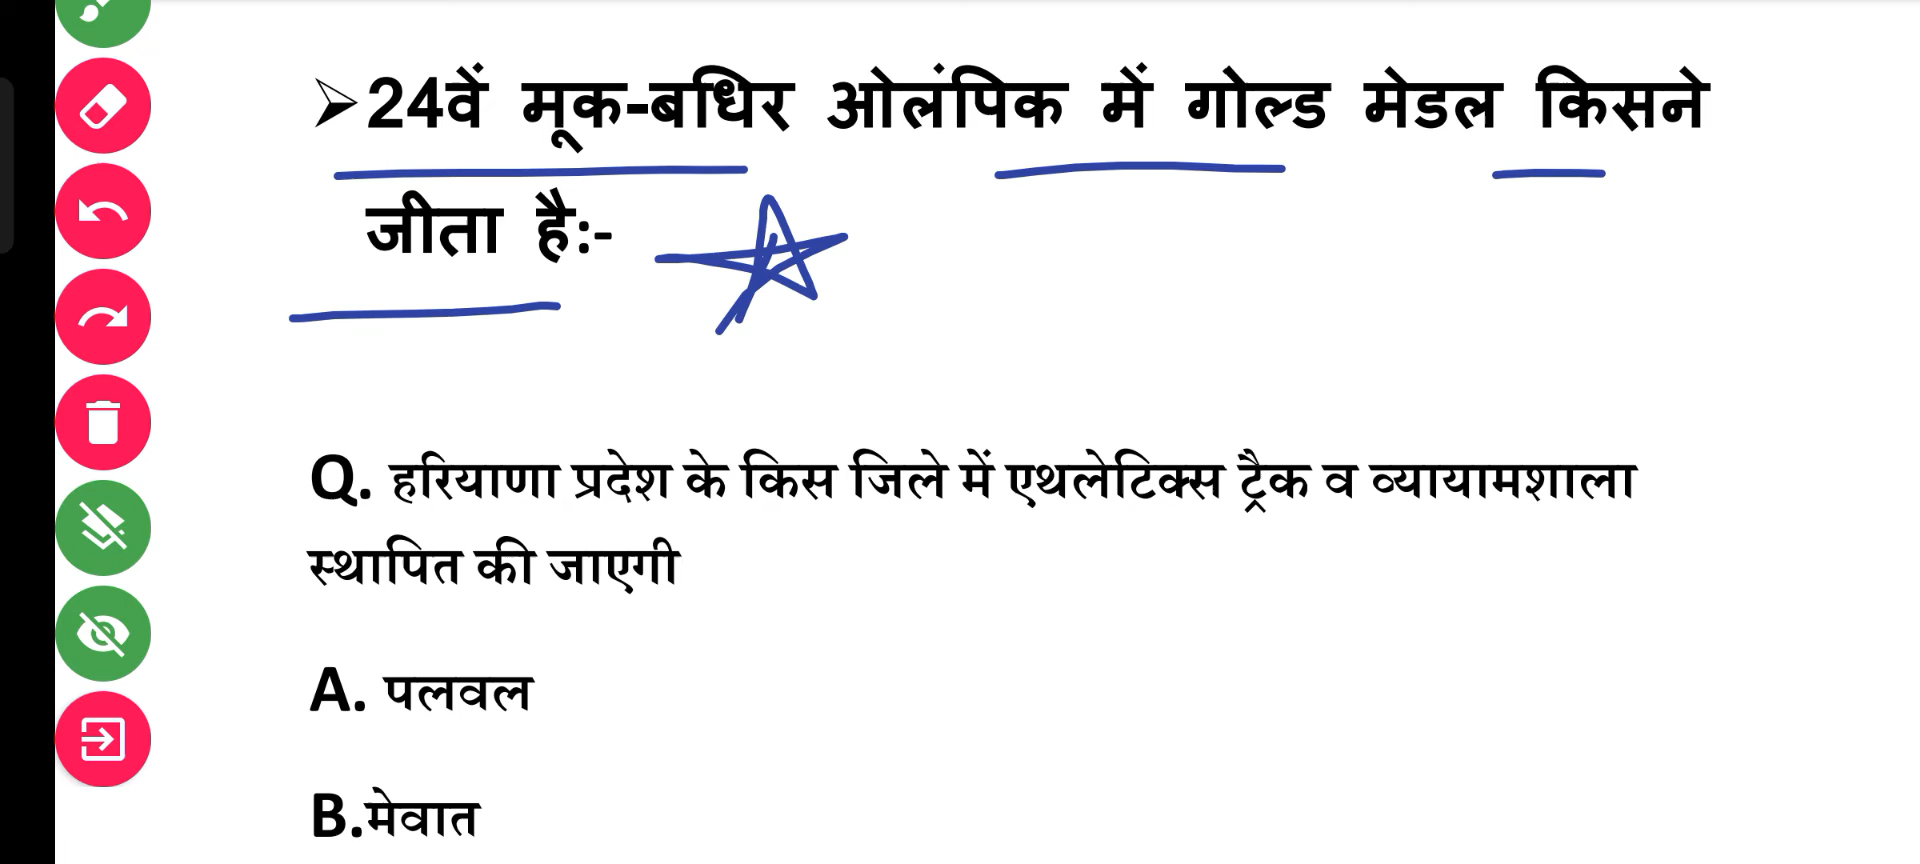 ➢24वें मूक-बधिर ओलंपिक में गोल्ड मेडल किसने
जीता है:-
Q. हरियाणा प्रदेश के किस जिले में एथलेटिक्स ट्रैक व व्यायामशाला
स्थापित की जाएगी
A. पलवल
B.मेवात